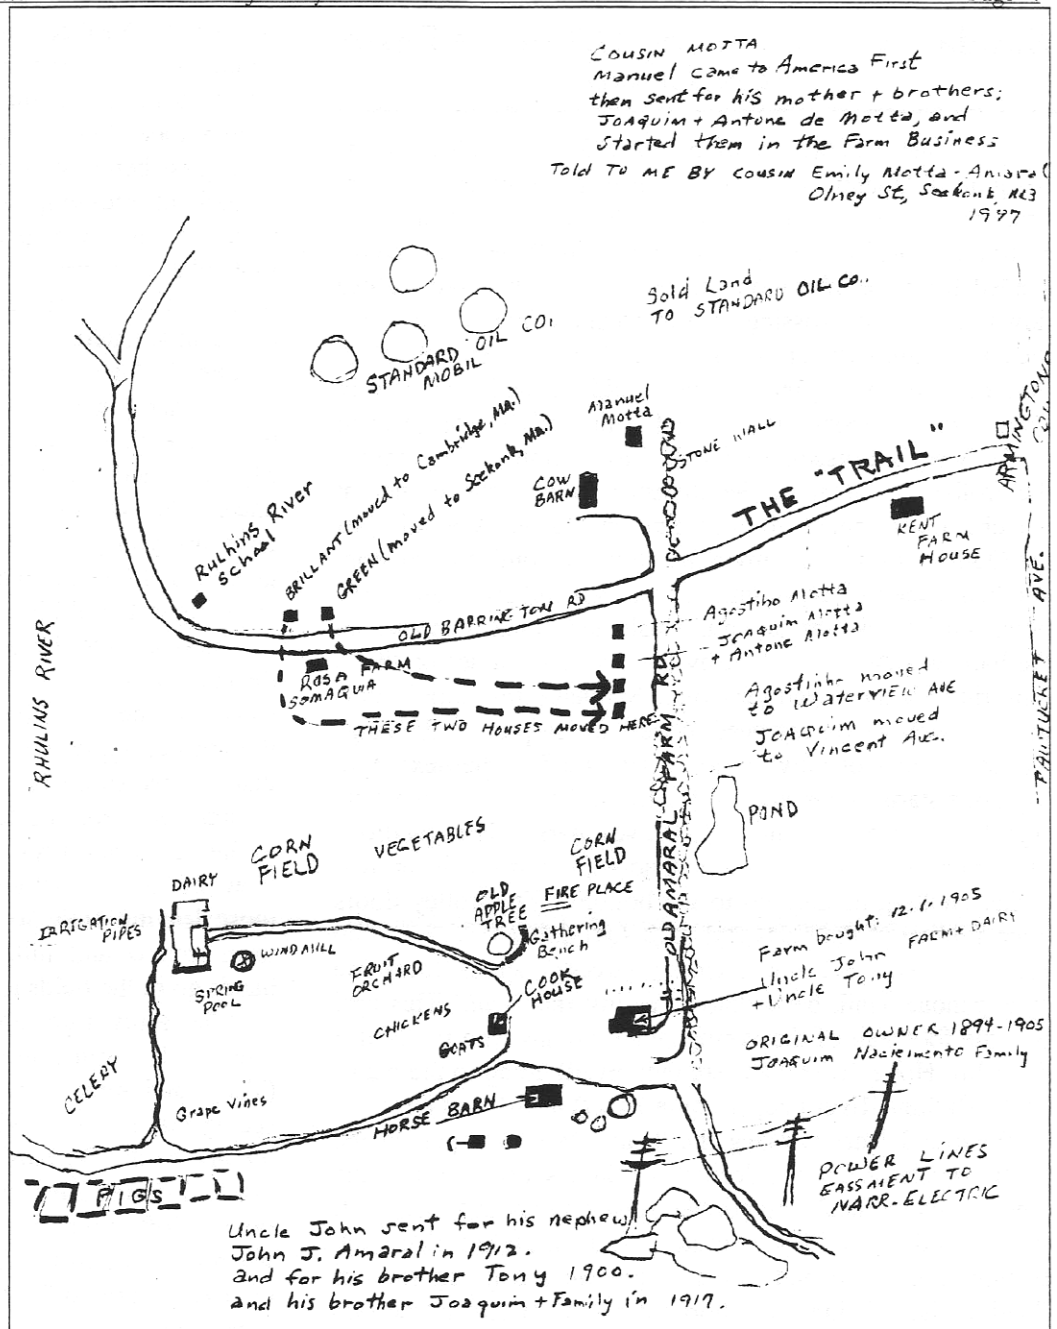 COUSIN MOTTA
Manuel came to America First
then sent for his mother + brothers;
JOAQUIM + Antone de Motta, and
started them in the Farm Business
Told TO ME BY COUSIN Emily Motta-Amaral
Olney St, Seekonk,
1997
Sold Land
TO STANDARD OIL CO..
STANDARD OIL CO.
MOBIL
Manuel
Motta
STONE WALL
COW
BARN
THE "TRAIL"
ARMINGTONS
KENT
FARM
HOUSE
PAWTUCKET AVE.
Rulhins River
School
BRILLANT (moved to Cambridge, Ma.)
GREEN (moved to Seekonk, Ma.)
OLD BARRINGTON RD
ROSA FARM
SOMAQUIA
THESE TWO HOUSES MOVED HERE
Agostiho Motta
JOAQUIM Motta
+ Antone Motta
Agostinho moved
to WATERVIEW AVE
JOAQUIM moved
to Vincent Ave.
RHULINS RIVER
OLD AMARAL FARM RD
POND
CORN
FIELD
VEGETABLES
CORN
FIELD
DAIRY
OLD
APPLE
TREE
FIRE PLACE
Gathering
Bench
IRRIGATION
PIPES
WINDMILL
SPRING
POOL
FRUIT
ORCHARD
COOK
HOUSE
CHICKENS
GOATS
Farm bought: 12.1.1905
FARM + DAIRY
Uncle John
+ Uncle Tony
ORIGINAL OWNER 1894-1905
JOAQUIM Naciemento Family
CELERY
Grape Vines
HORSE BARN
PIGS
POWER LINES
EASSMENT TO
NARR-ELECTRIC
Uncle John sent for his nephew
John J. Amaral in 1912.
and for his brother Tony 1900.
and his brother Joaquim + Family in 1917.